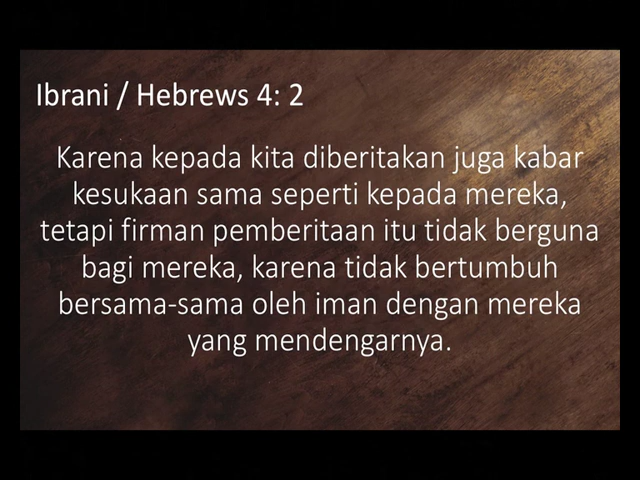 Ibrani / Hebrews 4: 2
Karena kepada kita diberitakan juga kabar
kesukaan sama seperti kepada mereka,
tetapi firman pemberitaan itu tidak berguna
bagi mereka, karena tidak bertumbuh
bersama-sama oleh iman dengan mereka
yang mendengarnya.